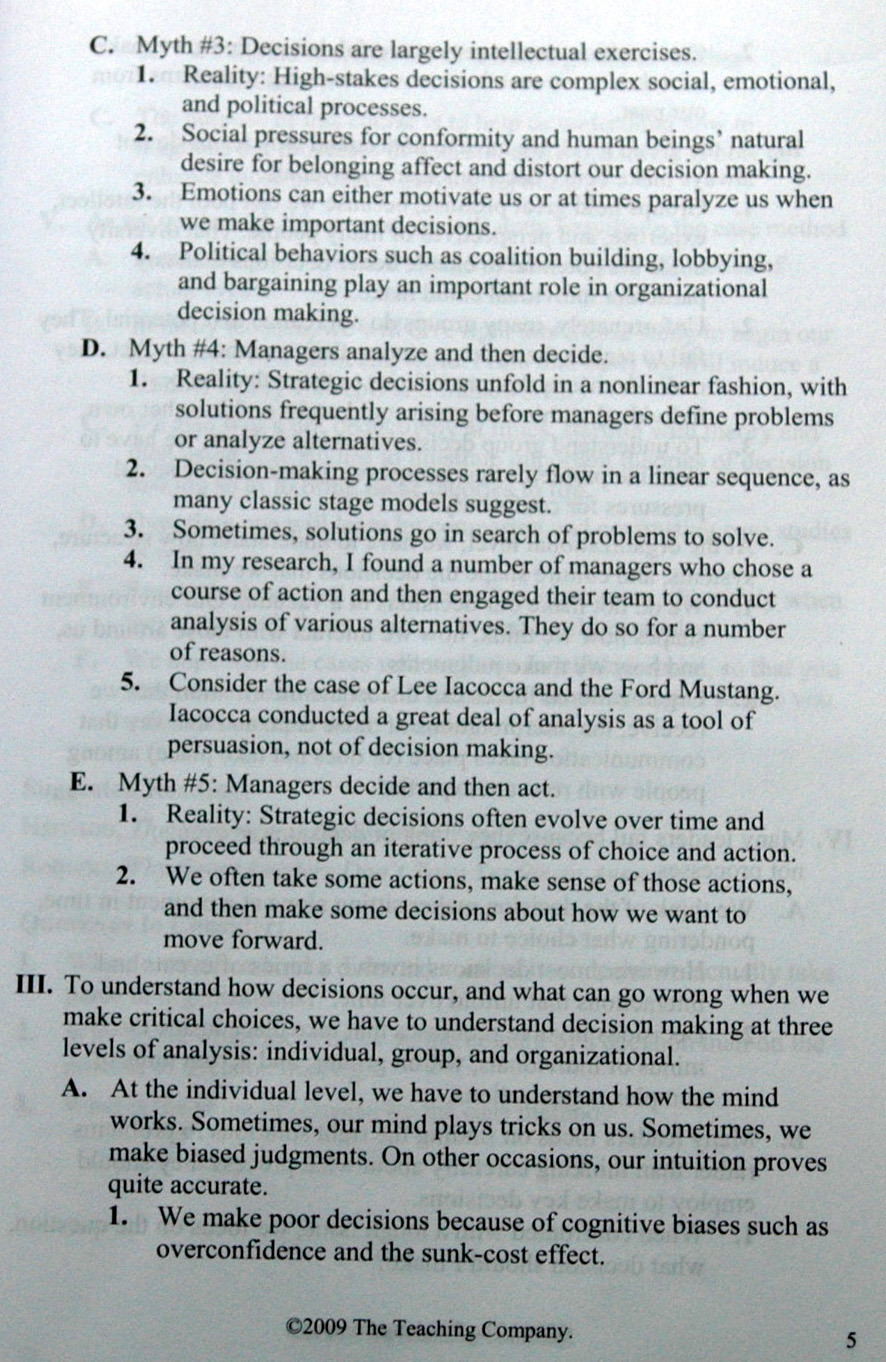 C. Myth #3: Decisions are largely intellectual exercises.
1. Reality: High-stakes decisions are complex social, emotional,
and political processes.
2. Social pressures for conformity and human beings' natural
desire for belonging affect and distort our decision making.
3. Emotions can either motivate us or at times paralyze us when
we make important decisions.
4. Political behaviors such as coalition building, lobbying,
and bargaining play an important role in organizational
decision making.
D. Myth #4: Managers analyze and then decide.
1. Reality: Strategic decisions unfold in a nonlinear fashion, with
solutions frequently arising before managers define problems
or analyze alternatives.
2. Decision-making processes rarely flow in a linear sequence, as
many classic stage models suggest.
3. Sometimes, solutions go in search of problems to solve.
4. In my research, I found a number of managers who chose a
course of action and then engaged their team to conduct
analysis of various alternatives. They do so for a number
of reasons.
5. Consider the case of Lee Iacocca and the Ford Mustang.
Iacocca conducted a great deal of analysis as a tool of
persuasion, not of decision making.
E. Myth #5: Managers decide and then act.
1. Reality: Strategic decisions often evolve over time and
proceed through an iterative process of choice and action.
2. We often take some actions, make sense of those actions,
and then make some decisions about how we want to
move forward.
III. To understand how decisions occur, and what can go wrong when we
make critical choices, we have to understand decision making at three
levels of analysis: individual, group, and organizational.
A. At the individual level, we have to understand how the mind
works. Sometimes, our mind plays tricks on us. Sometimes, we
make biased judgments. On other occasions, our intuition proves
quite accurate.
1. We make poor decisions because of cognitive biases such as
overconfidence and the sunk-cost effect.
©2009 The Teaching Company.
5